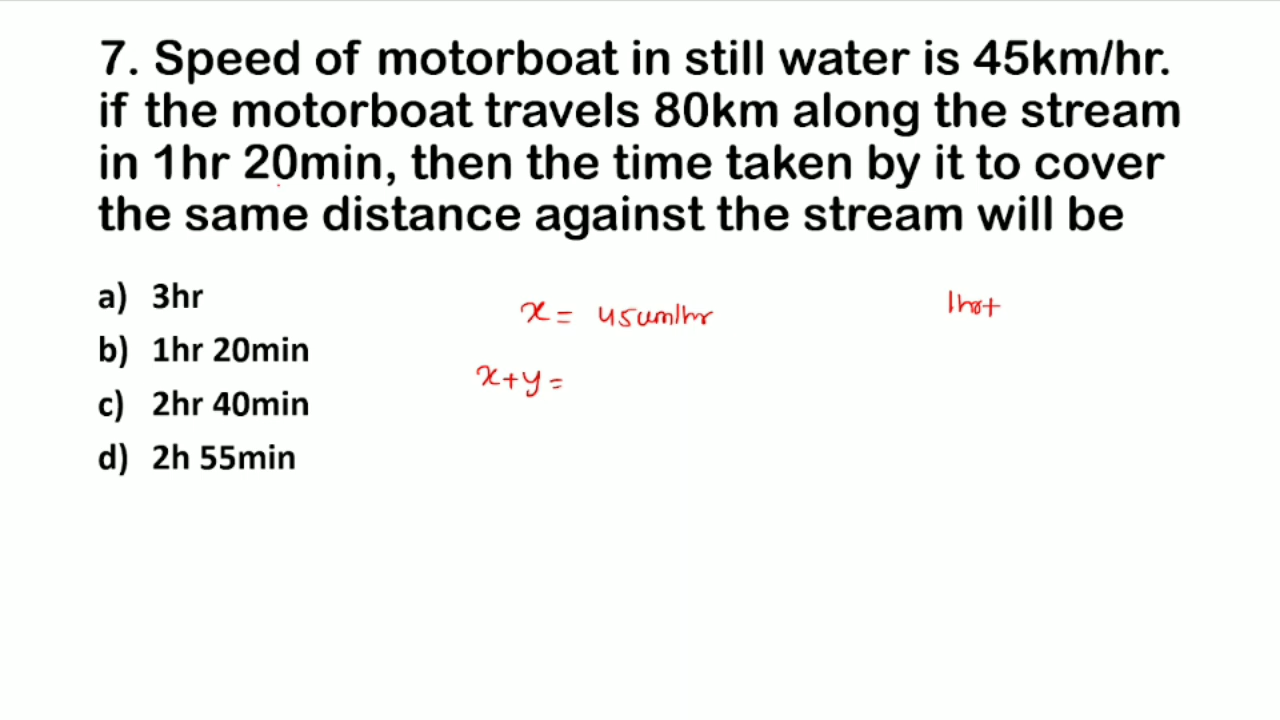 7. Speed of motorboat in still water is 45km/hr.
if the motorboat travels 80km along the stream
in 1hr 20min, then the time taken by it to cover
the same distance against the stream will be
a) 3hr
b) 1hr 20min
c) 2hr 40min
d) 2h 55min
x = 45km/hr
1hr+
x+y=